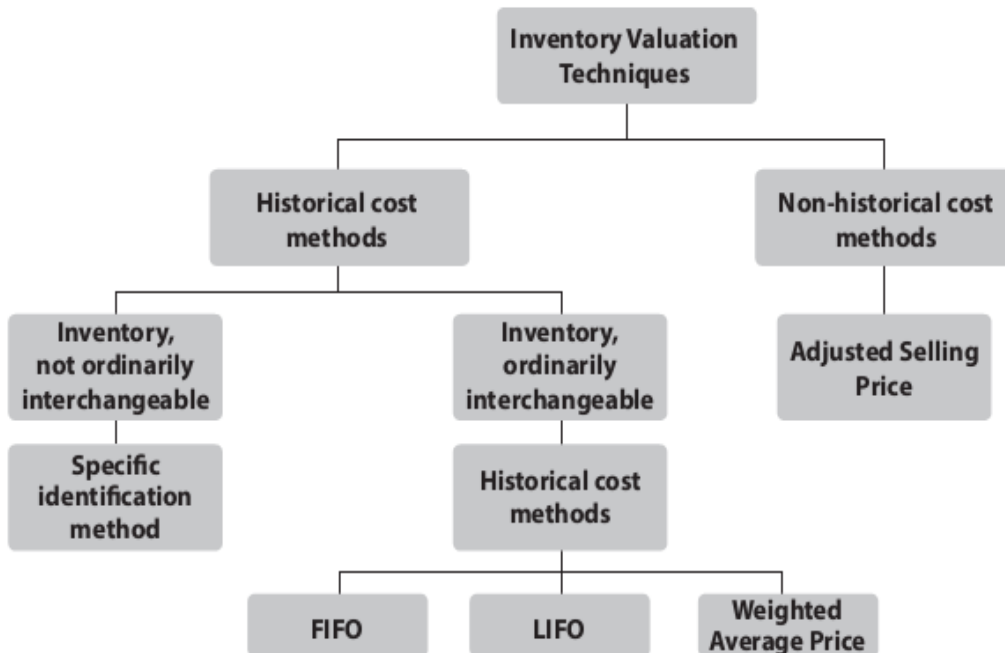 Inventory Valuation
Techniques
Historical cost
methods
Non-historical cost
methods
Inventory,
not ordinarily
interchangeable
Inventory,
ordinarily
interchangeable
Adjusted Selling
Price
Specific
identification
method
Historical cost
methods
FIFO
LIFO
Weighted
Average Price